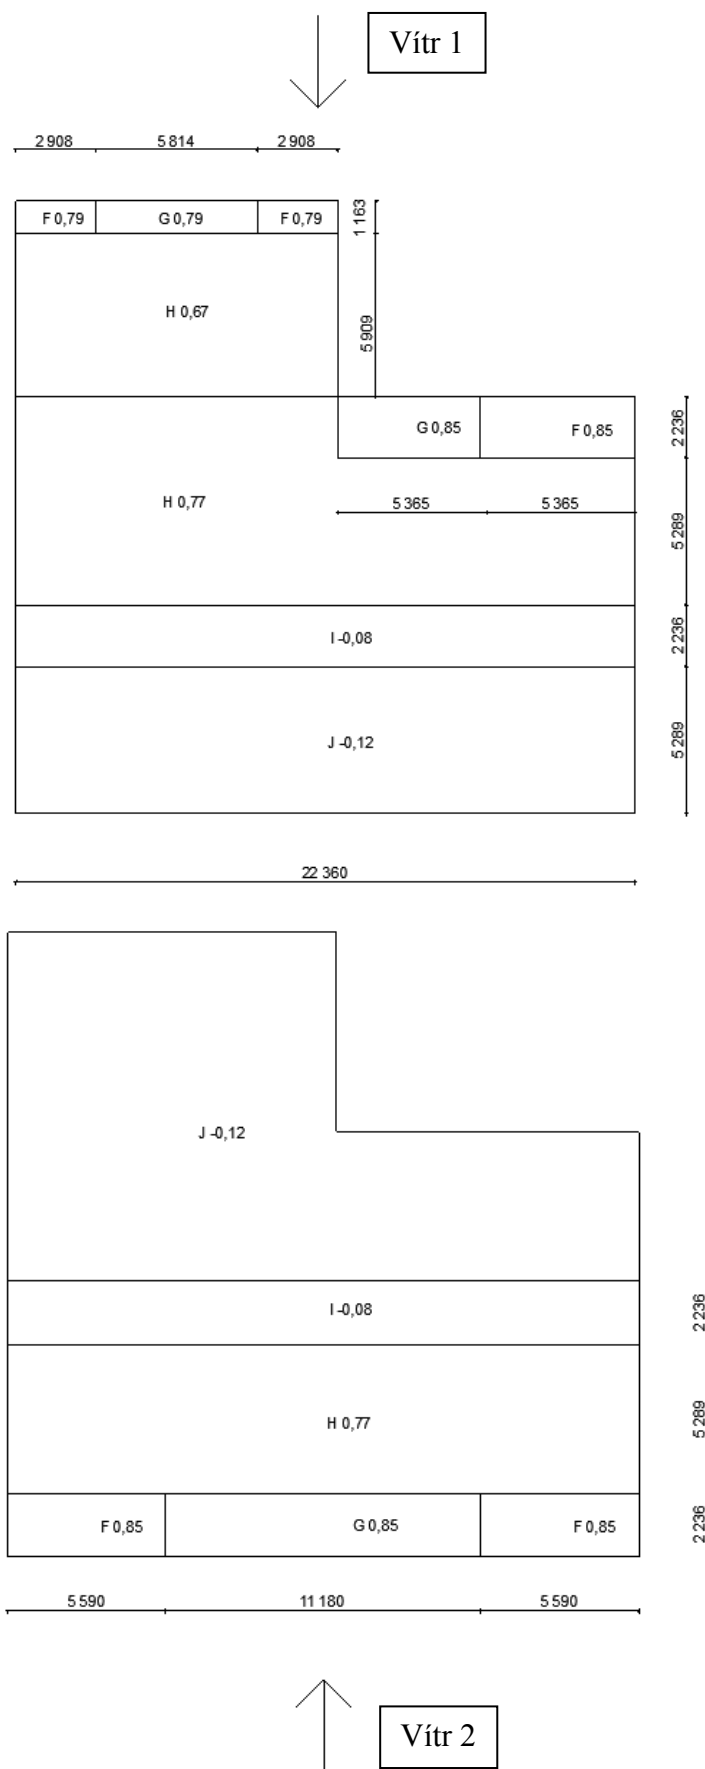 Vítr 1
2 908 5 814 2 908
F 0,79 G 0,79 F 0,79
1 163
H 0,67
5 909
G 0,85 F 0,85
2 236
H 0,77
5 365 5 365
5 289
I -0,08
2 236
J -0,12
5 289
22 360
J -0,12
I -0,08
2 236
H 0,77
5 289
F 0,85 G 0,85 F 0,85
2 236
5 590 11 180 5 590
Vítr 2